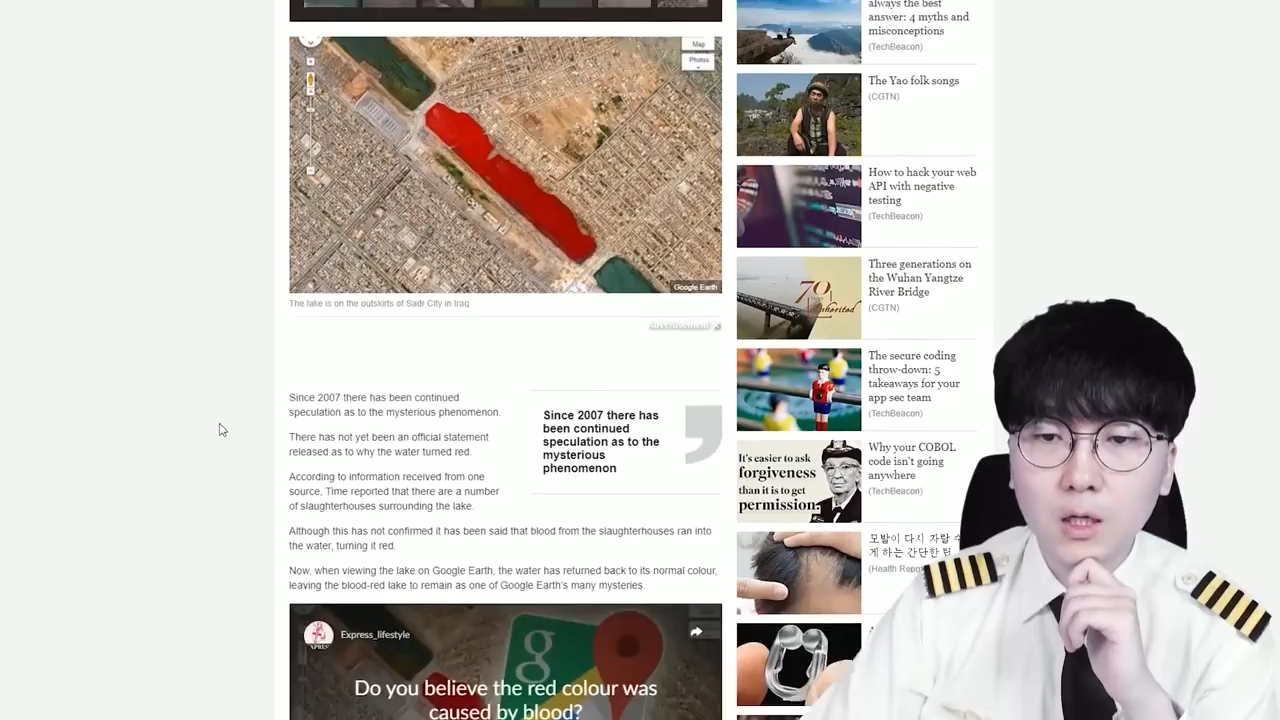 Map
Photos
Google Earth
The lake is on the outskirts of Sadr City in Iraq
Advertisement
Since 2007 there has been continued
speculation as to the mysterious phenomenon.
There has not yet been an official statement
released as to why the water turned red.
According to information received from one
source, Time reported that there are a number
of slaughterhouses surrounding the lake.
Since 2007 there has
been continued
speculation as to the
mysterious
phenomenon
Although this has not confirmed it has been said that blood from the slaughterhouses ran into
the water, turning it red.
Now, when viewing the lake on Google Earth, the water has returned back to its normal colour,
leaving the blood-red lake to remain as one of Google Earth's many mysteries.
Express_lifestyle
Do you believe the red colour was
caused by blood?
always the best
answer: 4 myths and
misconceptions
(TechBeacon)
The Yao folk songs
(CGTN)
How to hack your web
API with negative
testing
(TechBeacon)
70
inherited
Three generations on
the Wuhan Yangtze
River Bridge
(CGTN)
The secure coding
throw-down: 5
takeaways for your
app sec team
(TechBeacon)
It's easier to ask
forgiveness
than it is to get
permission.
Why your COBOL
code isn't going
anywhere
(TechBeacon)
모발이 다시 자랄 수
게 하는 간단한
(Health